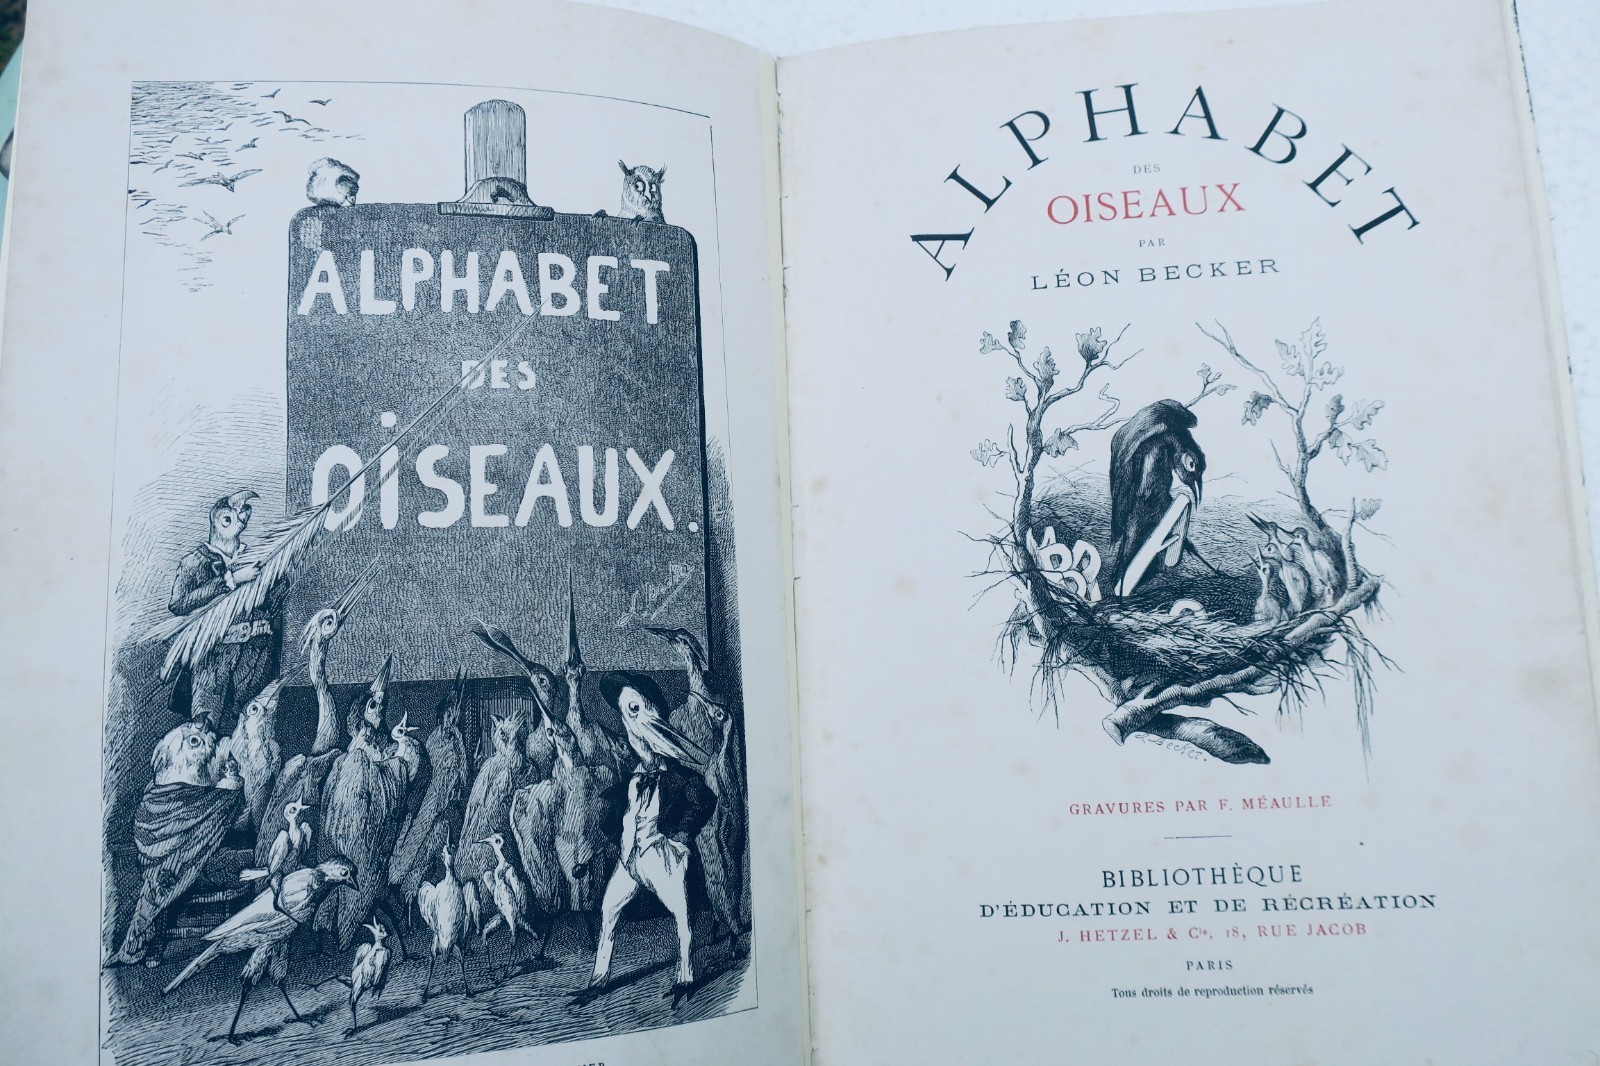 ALPHABET
DES
OiSEAUX.
ALPHABET
DES
OISEAUX
PAR
LÉON BECKER
L. Becker.
GRAVURES PAR F. MÉAULLE
BIBLIOTHÈQUE
D'ÉDUCATION ET DE RÉCRÉATION
J. HETZEL & Cie, 18, RUE JACOB
PARIS
Tous droits de reproduction réservés